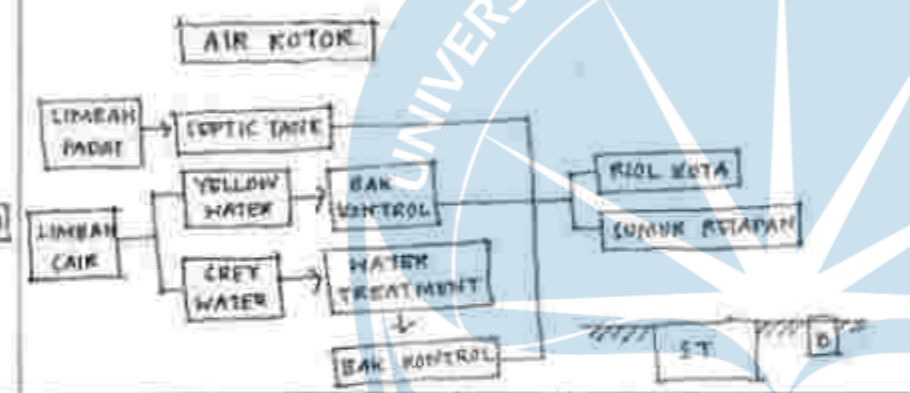 AIR KOTOR
LIMBAH
PADAT
SEPTIC TANK
LIMBAH
CAIR
YELLOW
WATER
BAK
KONTROL
GREY
WATER
WATER
TREATMENT
BAK KONTROL
RIOL KOTA
SUMUR RESAPAN
ST
UNIVERS